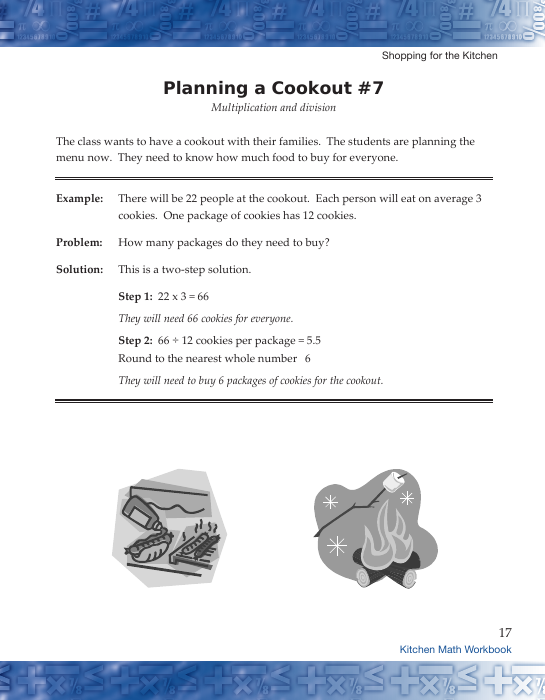 Shopping for the Kitchen
Planning a Cookout #7
Multiplication and division
The class wants to have a cookout with their families.  The students are planning the
menu now.  They need to know how much food to buy for everyone.
Example: There will be 22 people at the cookout.  Each person will eat on average 3
cookies.  One package of cookies has 12 cookies.
Problem: How many packages do they need to buy?
Solution: This is a two-step solution.
Step 1:  22 x 3 = 66
They will need 66 cookies for everyone.
Step 2:  66 ÷ 12 cookies per package = 5.5
Round to the nearest whole number  6
They will need to buy 6 packages of cookies for the cookout.
17
Kitchen Math Workbook